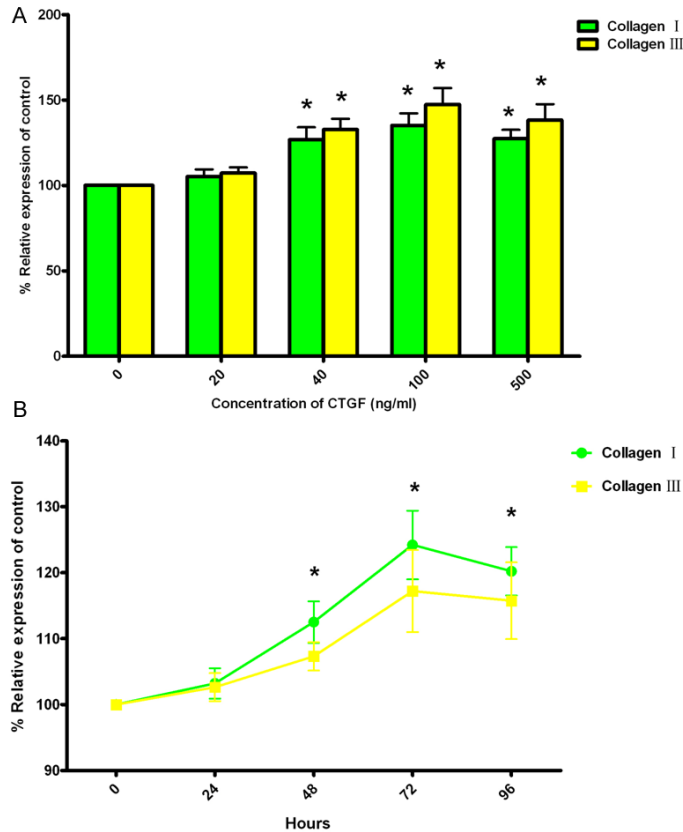 A
Collagen Ⅰ
Collagen Ⅲ
% Relative expression of control
200
150
100
50
0
* * * * * *
0 20 40 100 500
Concentration of CTGF (ng/ml)
B
Collagen Ⅰ
Collagen Ⅲ
% Relative expression of control
140
130
120
110
100
90
* * *
0 24 48 72 96
Hours